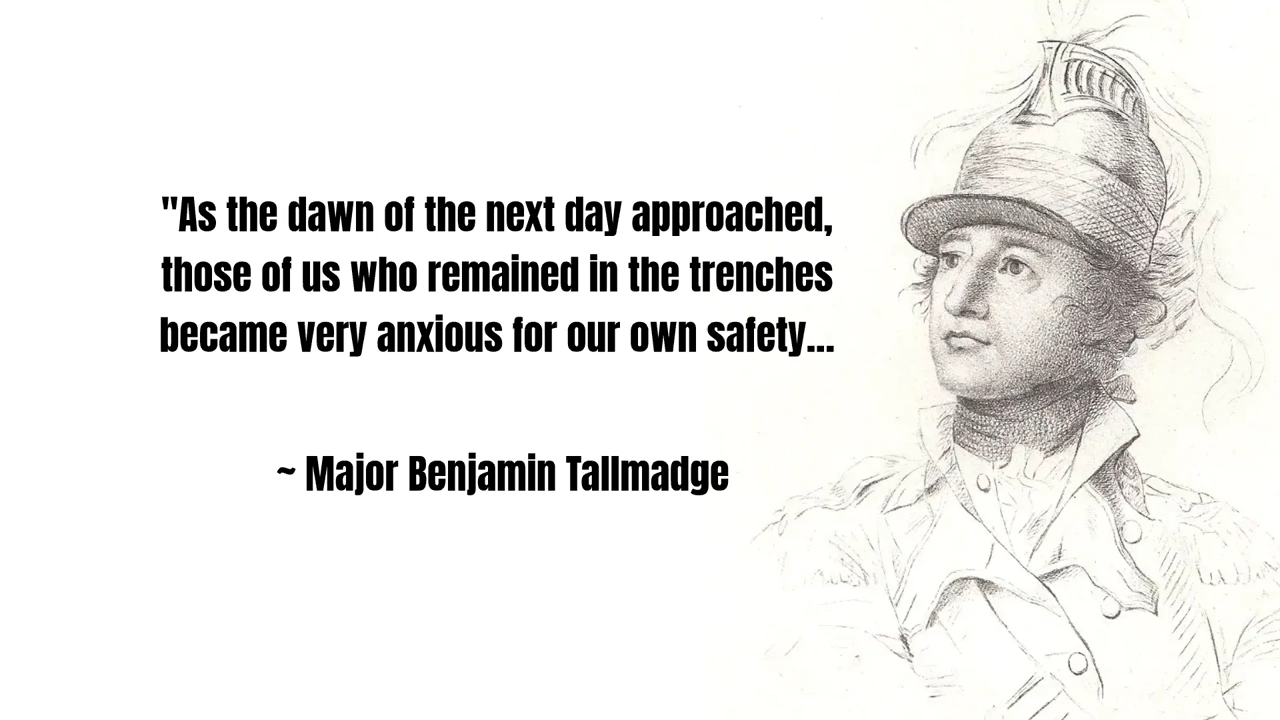 "As the dawn of the next day approached,
those of us who remained in the trenches
became very anxious for our own safety...
~ Major Benjamin Tallmadge